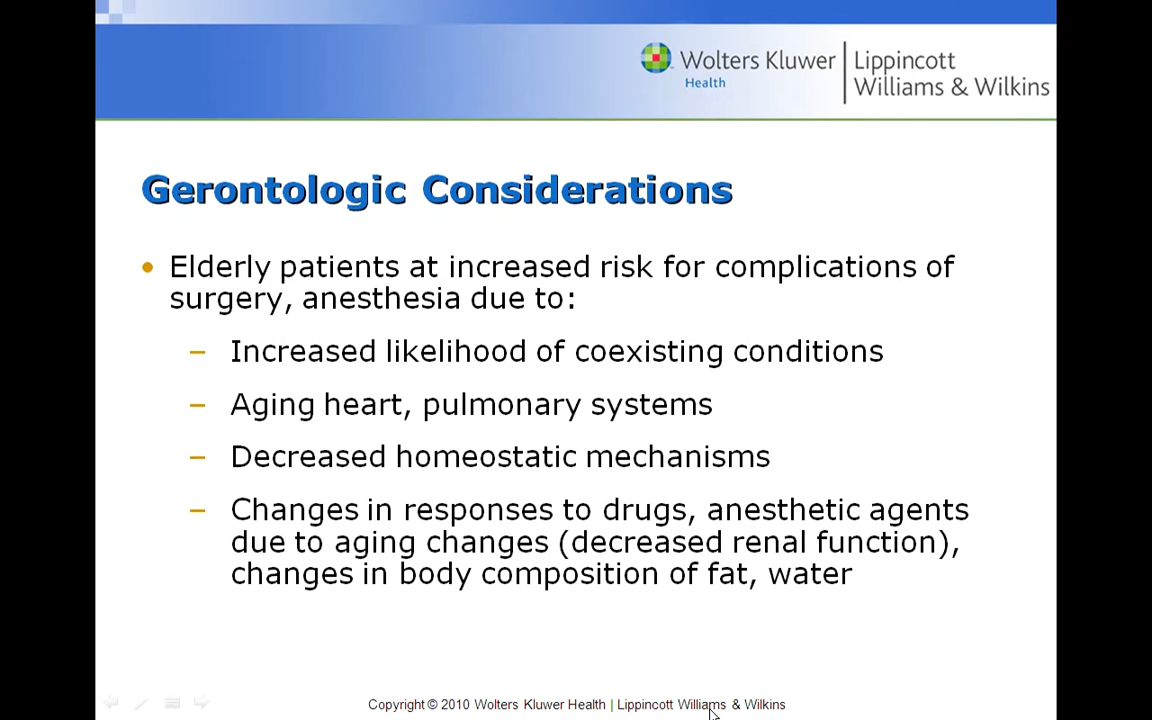 Wolters Kluwer
Health
Lippincott
Williams & Wilkins
Gerontologic Considerations
• Elderly patients at increased risk for complications of
surgery, anesthesia due to:
– Increased likelihood of coexisting conditions
– Aging heart, pulmonary systems
– Decreased homeostatic mechanisms
– Changes in responses to drugs, anesthetic agents
due to aging changes (decreased renal function),
changes in body composition of fat, water
Copyright © 2010 Wolters Kluwer Health | Lippincott Williams & Wilkins